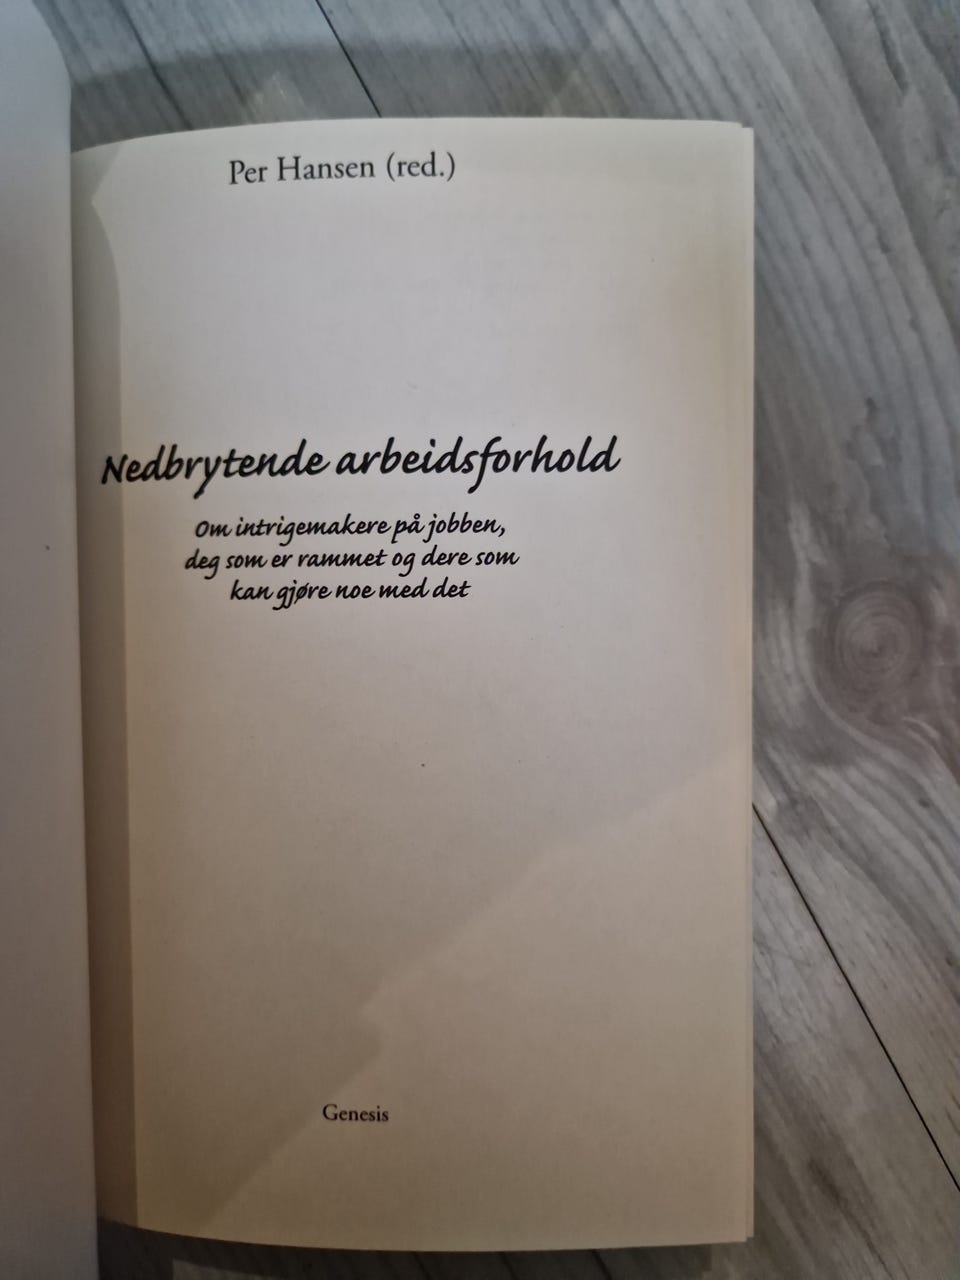 Per Hansen (red.)
Nedbrytende arbeidsforhold
Om intrigemakere på jobben,
deg som er rammet og dere som
kan gjøre noe med det
Genesis